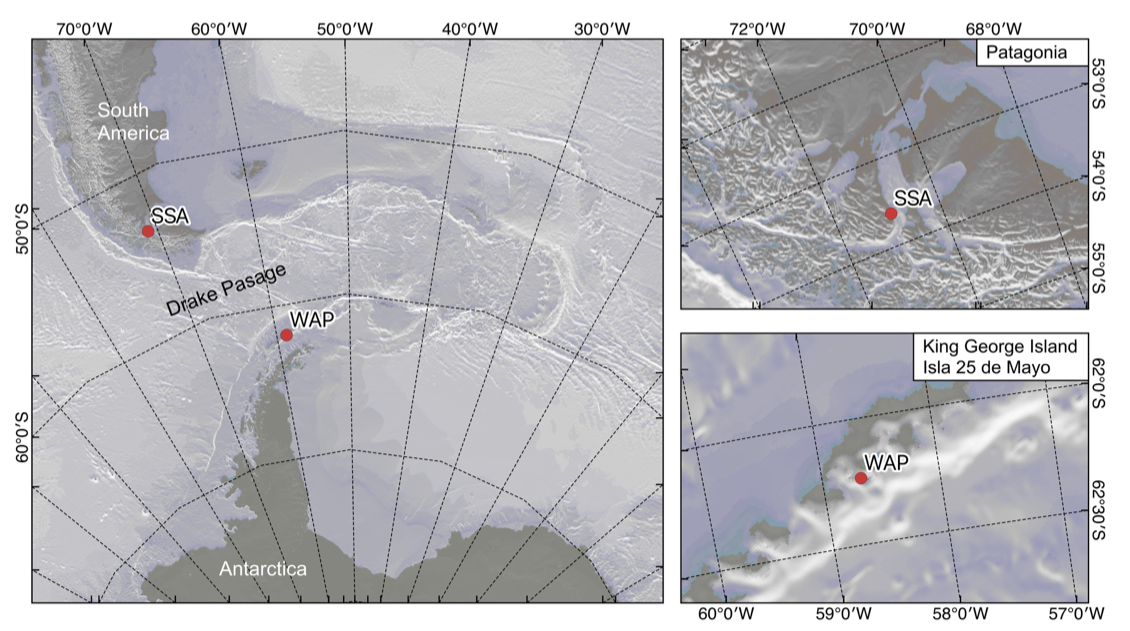 70°0'W 60°0'W 50°0'W 40°0'W 30°0'W
South
America
SSA
50°0'S
Drake Pasage
WAP
60°0'S
Antarctica
72°0'W 70°0'W 68°0'W
Patagonia
53°0'S
54°0'S
SSA
55°0'S
King George Island
Isla 25 de Mayo
62°0'S
WAP
62°30'S
60°0'W 59°0'W 58°0'W 57°0'W